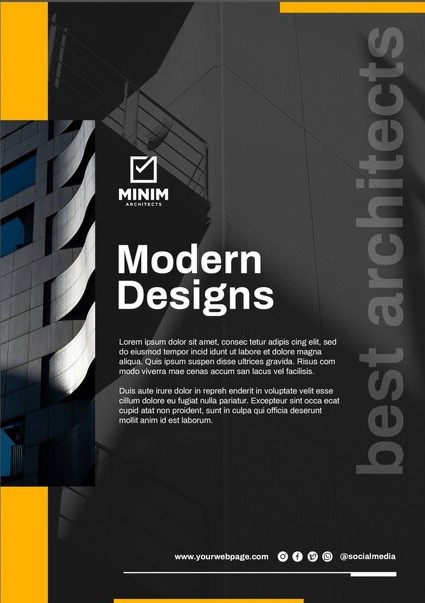 MINIM
ARCHITECTS
Modern
Designs
Lorem ipsum dolor sit amet, consec tetur adipis cing elit, sed
do eiusmod tempor incid idunt ut labore et dolore magna
aliqua. Quis ipsum suspen disse ultrices gravida. Risus com
modo viverra mae cenas accum san lacus vel facilisis.
Duis aute irure dolor in repreh enderit in voluptate velit esse
cillum dolore eu fugiat nulla pariatur. Excepteur sint occa ecat
cupid atat non proident, sunt in culpa qui officia deserunt
mollit anim id est laborum.
best architects
www.yourwebpage.com @socialmedia